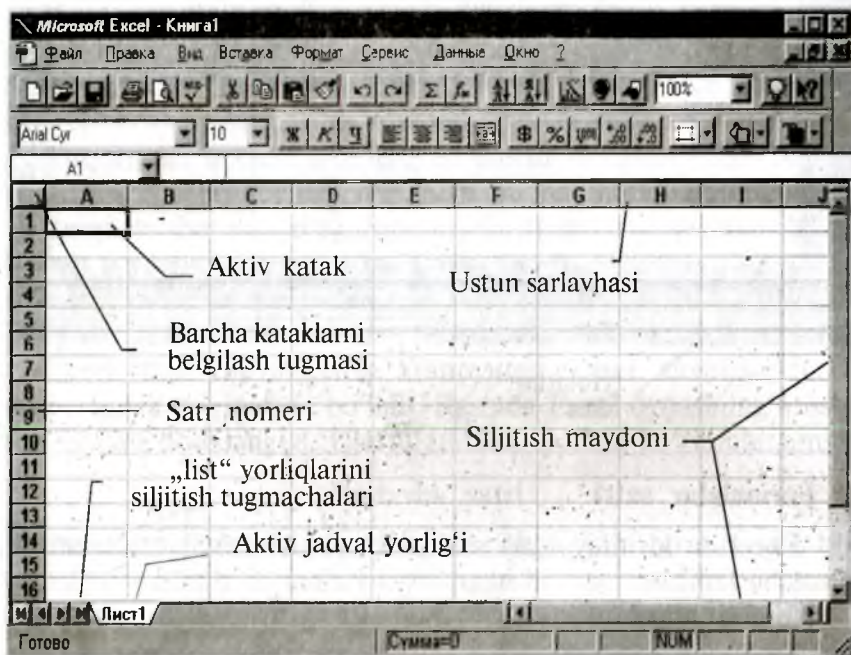 Microsoft Excel - Книга1
Файл Правка Вид Вставка Формат Сервис Данные Окно ?
100%
Arial Cyr 10 Ж К Ч $ % ,000
A1
A B C D E F G H I J
1
2
3
Aktiv katak
Ustun sarlavhasi
4
5
6
Barcha kataklarni
belgilash tugmasi
7
8
9
Satr nomeri
10
Siljitish maydoni
11
„list“ yorliqlarini
12
siljitish tugmachalari
13
14
Aktiv jadval yorlig‘i
15
16
Лист1
Готово Сумма=0 NUM